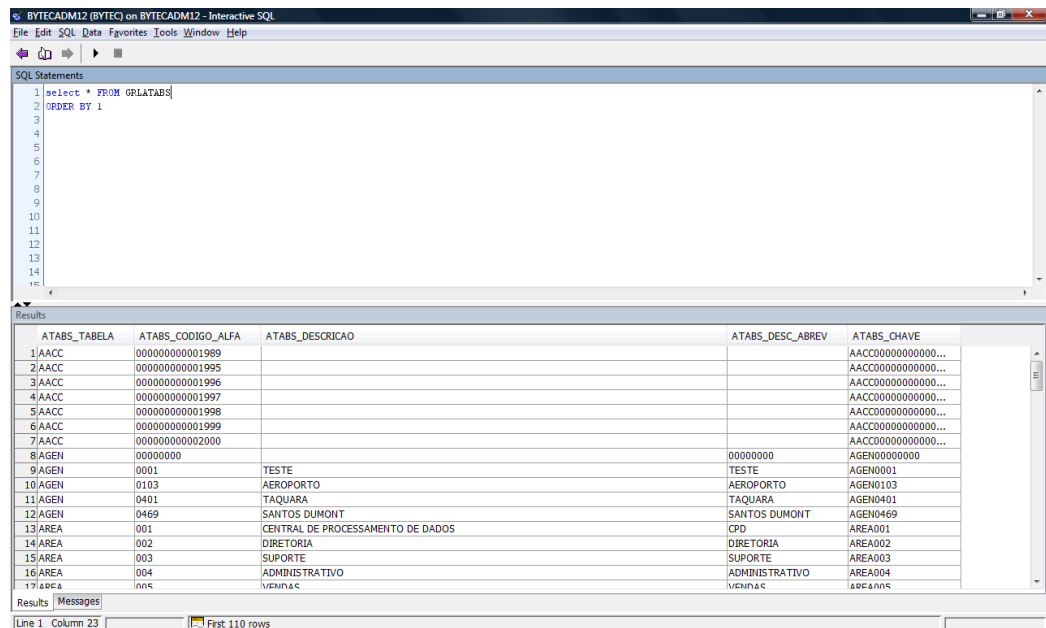 BYTECADM12 (BYTEC) on BYTECADM12 - Interactive SQL
File Edit SQL Data Favorites Tools Window Help
SQL Statements
1 select * FROM GRLATABS
2 ORDER BY 1
3
4
5
6
7
8
9
10
11
12
13
14
15
Results
ATABS_TABELA ATABS_CODIGO_ALFA ATABS_DESCRICAO ATABS_DESC_ABREV ATABS_CHAVE
1 AACC 000000000001989 AACC00000000000...
2 AACC 000000000001995 AACC00000000000...
3 AACC 000000000001996 AACC00000000000...
4 AACC 000000000001997 AACC00000000000...
5 AACC 000000000001998 AACC00000000000...
6 AACC 000000000001999 AACC00000000000...
7 AACC 000000000002000 AACC00000000000...
8 AGEN 00000000 00000000 AGEN00000000
9 AGEN 0001 TESTE TESTE AGEN0001
10 AGEN 0103 AEROPORTO AEROPORTO AGEN0103
11 AGEN 0401 TAQUARA TAQUARA AGEN0401
12 AGEN 0469 SANTOS DUMONT SANTOS DUMONT AGEN0469
13 AREA 001 CENTRAL DE PROCESSAMENTO DE DADOS CPD AREA001
14 AREA 002 DIRETORIA DIRETORIA AREA002
15 AREA 003 SUPORTE SUPORTE AREA003
16 AREA 004 ADMINISTRATIVO ADMINISTRATIVO AREA004
17 AREA 005 VENDAS VENDAS AREA005
Results Messages
Line 1 Column 23 First 110 rows